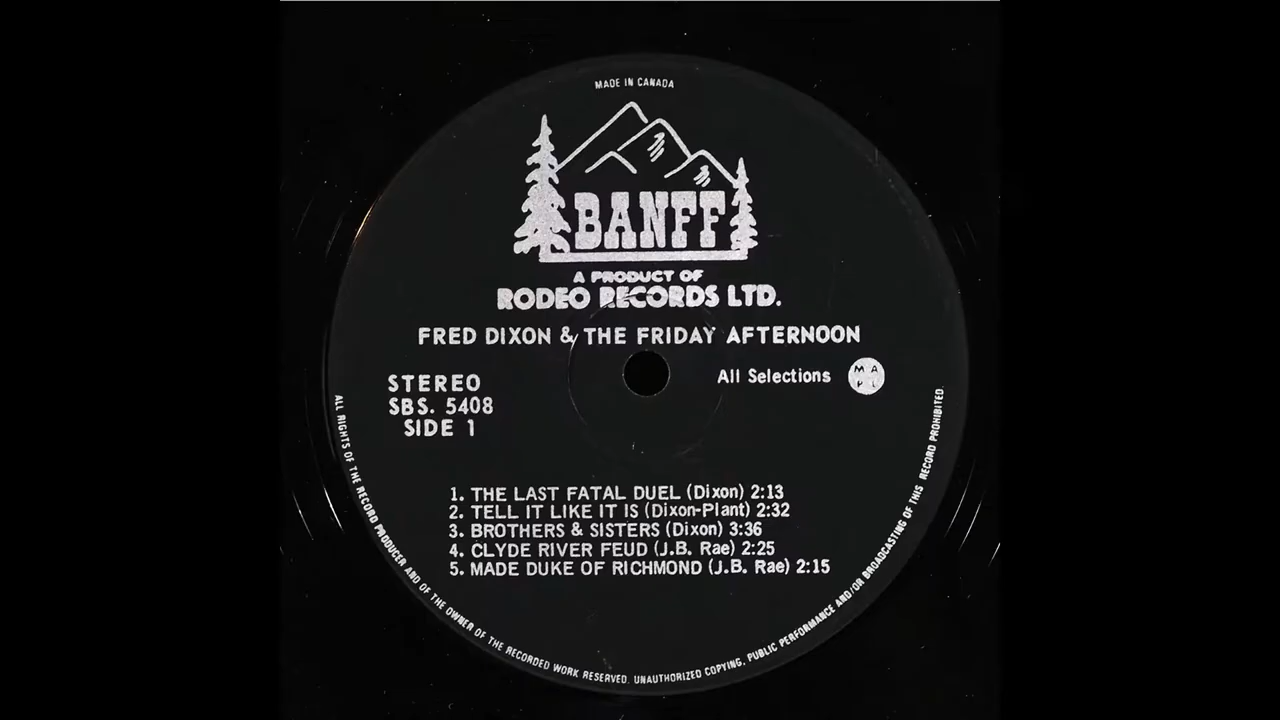 MADE IN CANADA
BANFF
A PRODUCT OF
RODEO RECORDS LTD.
FRED DIXON & THE FRIDAY AFTERNOON
All Selections
MA
PL
STEREO
SBS. 5408
SIDE 1
1. THE LAST FATAL DUEL (Dixon) 2:13
2. TELL IT LIKE IT IS (Dixon-Plant) 2:32
3. BROTHERS & SISTERS (Dixon) 3:36
4. CLYDE RIVER FEUD (J.B. Rae) 2:25
5. MADE DUKE OF RICHMOND (J.B. Rae) 2:15
ALL RIGHTS OF THE RECORD PRODUCER AND OF THE OWNER OF THE RECORDED WORK RESERVED. UNAUTHORIZED COPYING, PUBLIC PERFORMANCE AND/OR BROADCASTING OF THIS RECORD PROHIBITED.